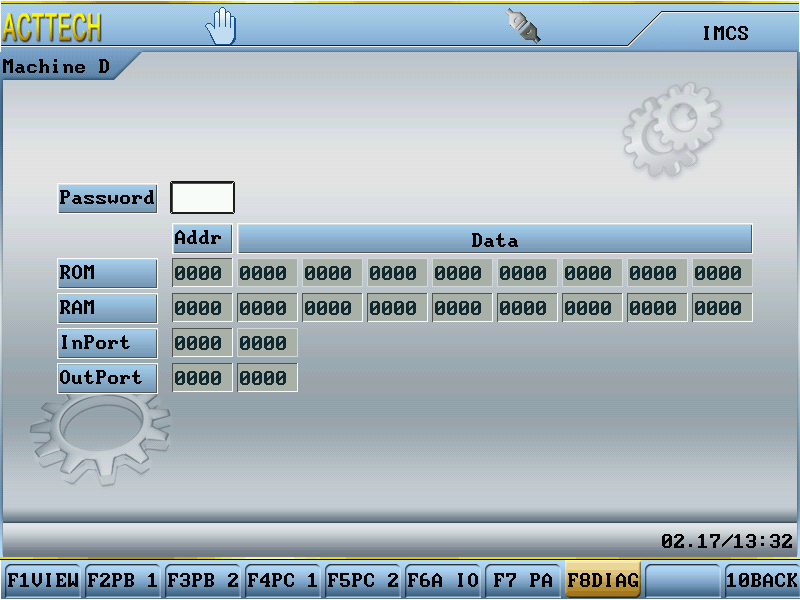 ACTTECH
IMCS
Machine D
Password
Addr Data
ROM 0000 0000 0000 0000 0000 0000 0000 0000 0000
RAM 0000 0000 0000 0000 0000 0000 0000 0000 0000
InPort 0000 0000
OutPort 0000 0000
02.17/13:32
F1VIEW F2PB 1 F3PB 2 F4PC 1 F5PC 2 F6A IO F7 PA F8DIAG 10BACK